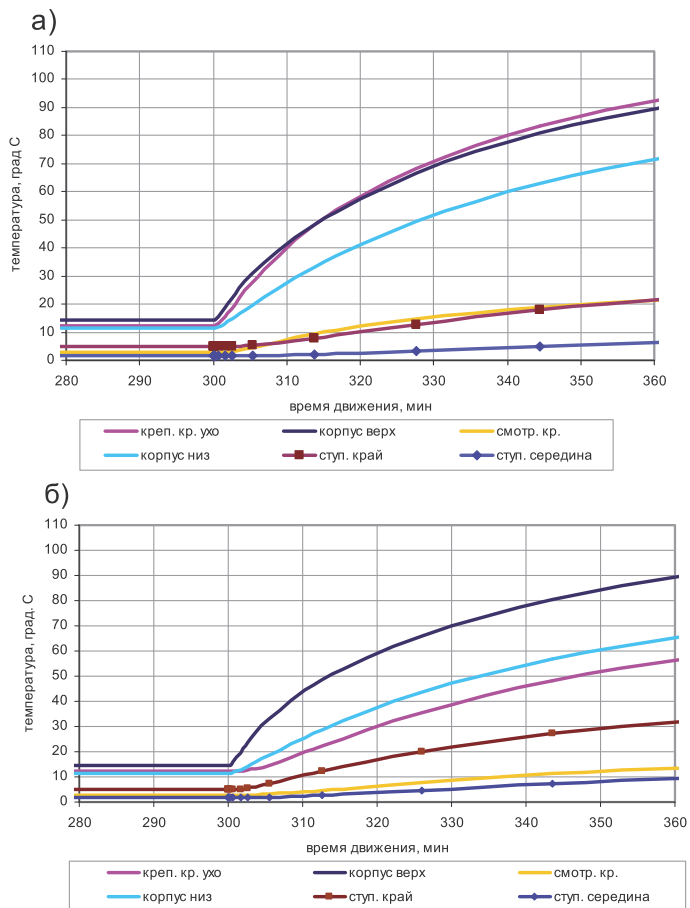 а)
110
100
90
80
70
60
50
40
30
20
10
0
температура, град С
280 290 300 310 320 330 340 350 360
время движения, мин
креп. кр. ухо корпус верх смотр. кр.
корпус низ ступ. край ступ. середина
б)
110
100
90
80
70
60
50
40
30
20
10
0
температура, град. С
280 290 300 310 320 330 340 350 360
время движения, мин
креп. кр. ухо корпус верх смотр. кр.
корпус низ ступ. край ступ. середина